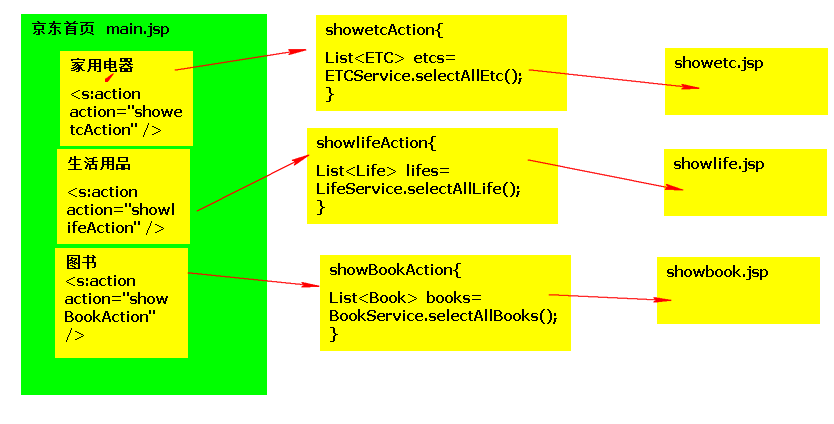 京东首页 main.jsp
家用电器
<s:action
action="showe
tcAction" />
生活用品
<s:action
action="showl
ifeAction" />
图书
<s:action
action="show
BookAction"
/>
showetcAction{
List<ETC> etcs=
ETCService.selectAllEtc();
}
showlifeAction{
List<Life> lifes=
LifeService.selectAllLife();
}
showBookAction{
List<Book> books=
BookService.selectAllBooks();
}
showetc.jsp
showlife.jsp
showbook.jsp